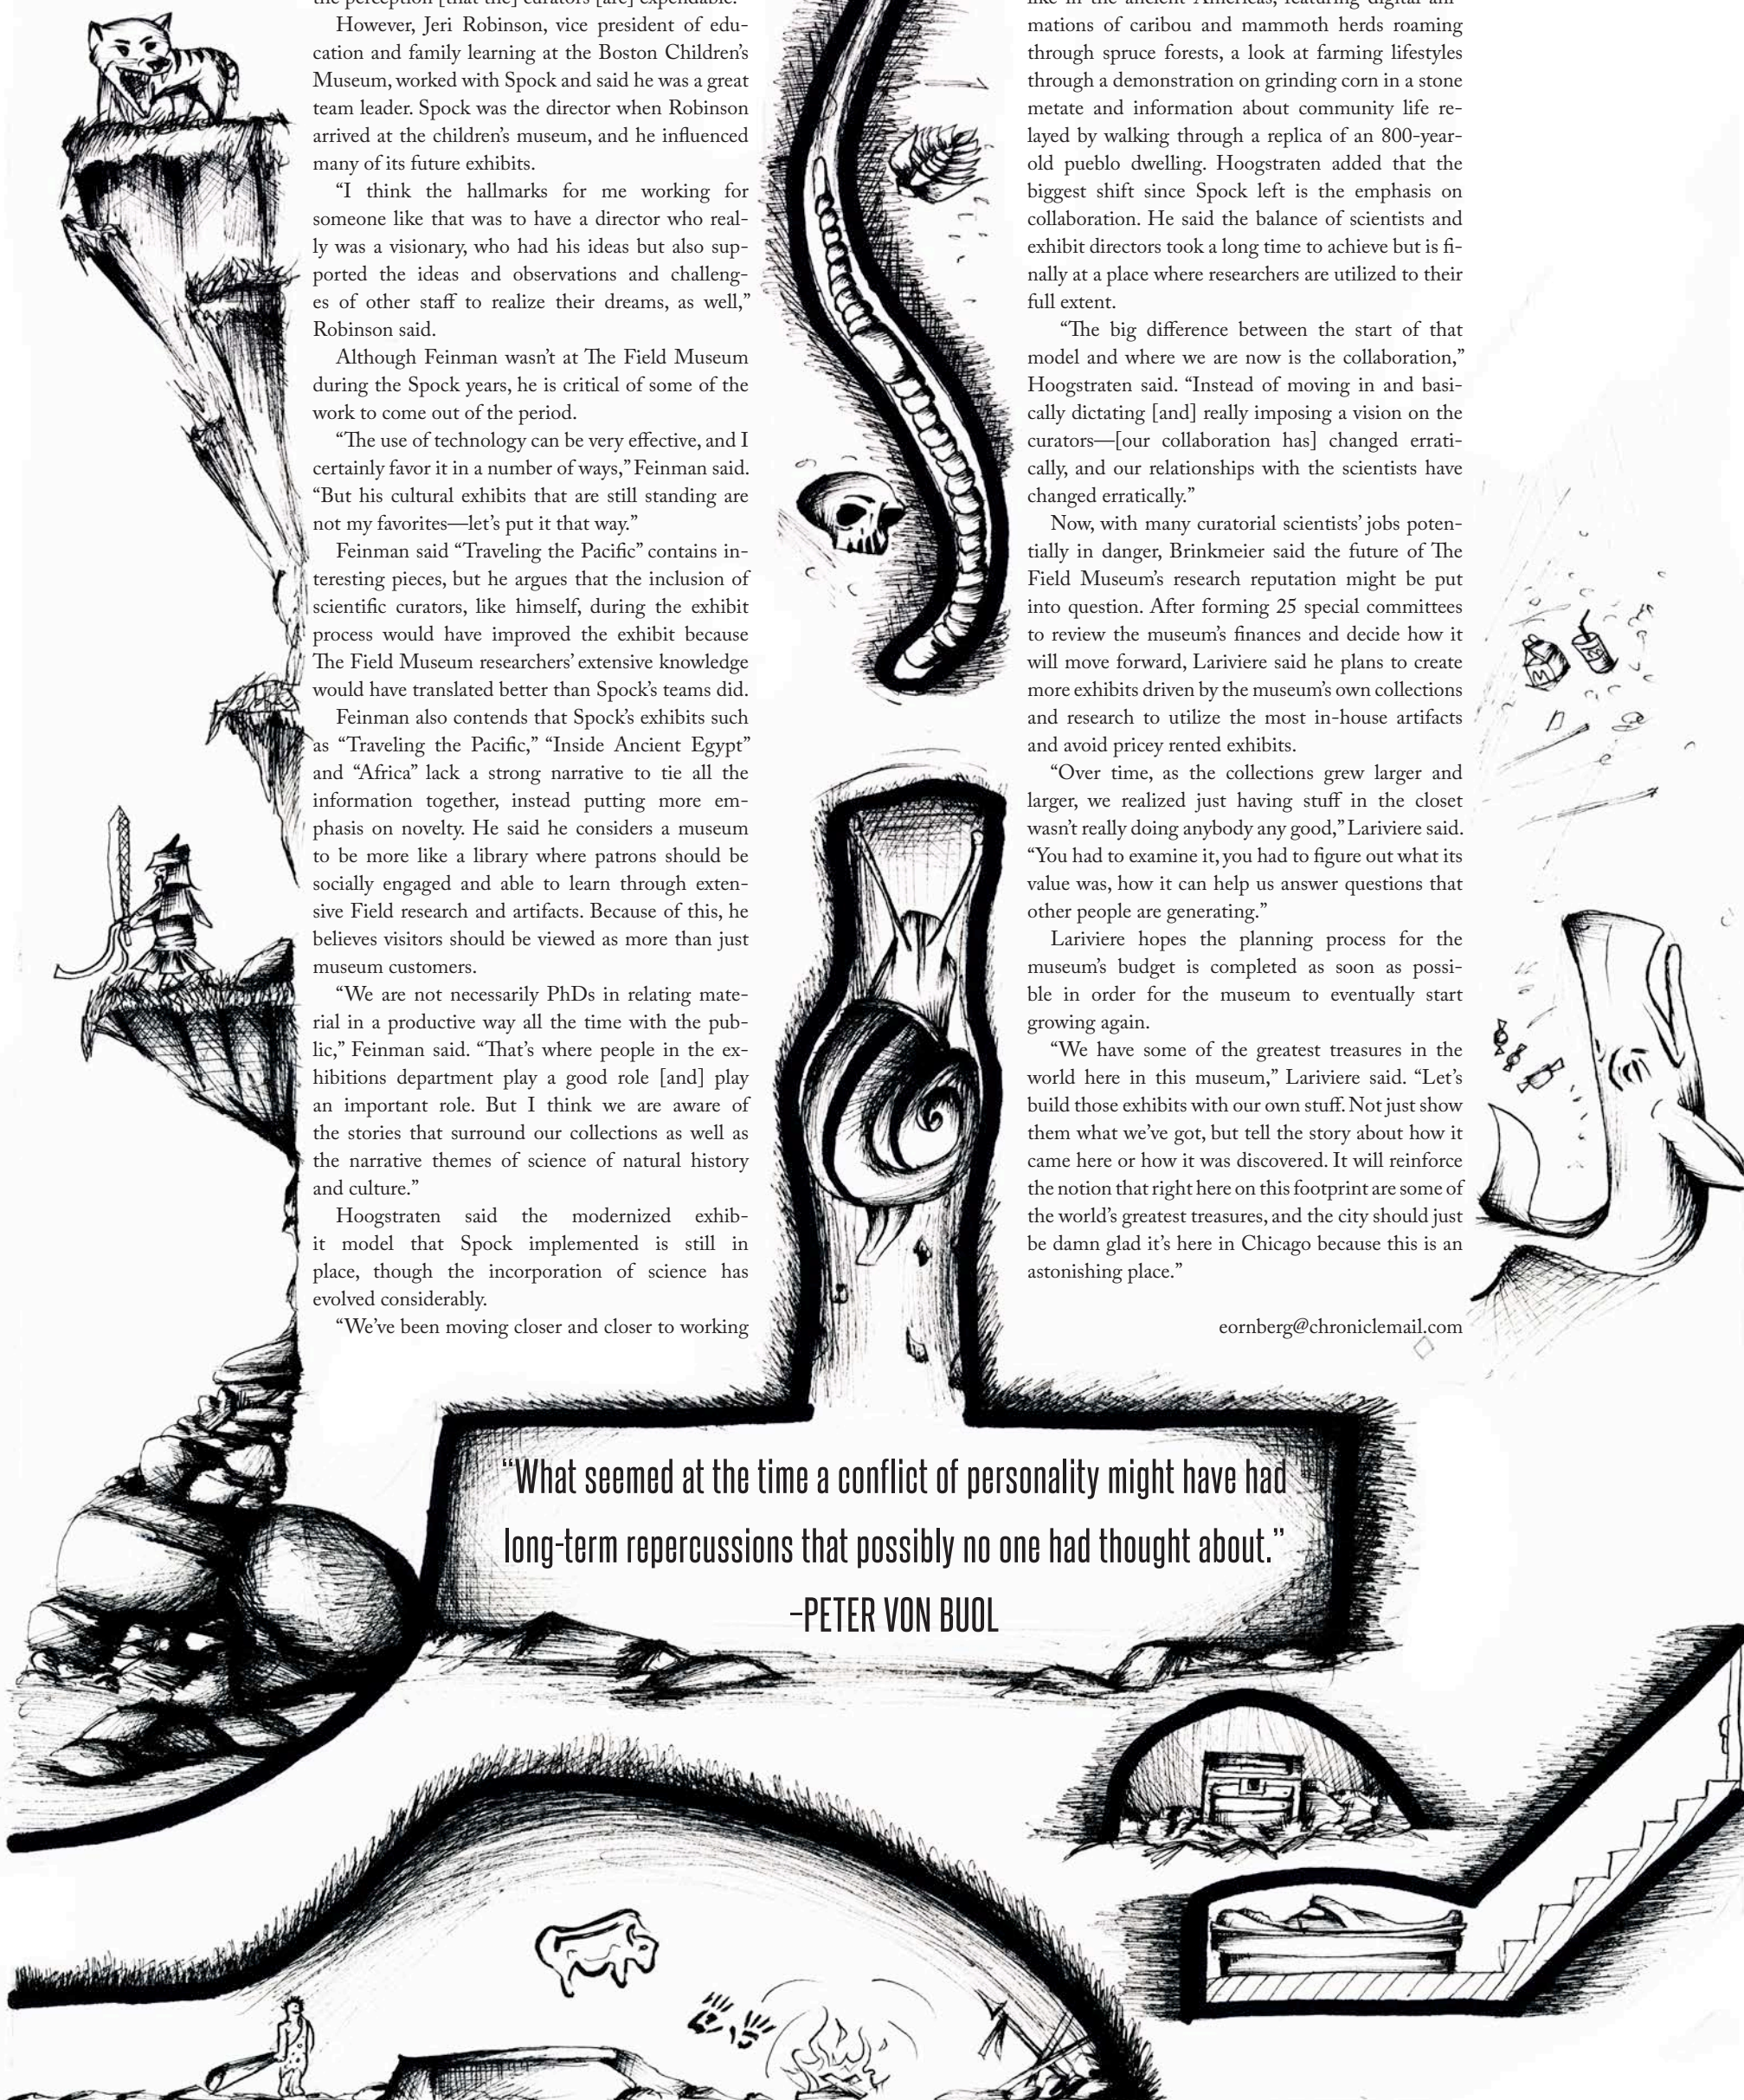 the perception [that the] curators [are] expendable.”
However, Jeri Robinson, vice president of edu-
cation and family learning at the Boston Children’s
Museum, worked with Spock and said he was a great
team leader. Spock was the director when Robinson
arrived at the children’s museum, and he influenced
many of its future exhibits.
“I think the hallmarks for me working for
someone like that was to have a director who real-
ly was a visionary, who had his ideas but also sup-
ported the ideas and observations and challeng-
es of other staff to realize their dreams, as well,”
Robinson said.
Although Feinman wasn’t at The Field Museum
during the Spock years, he is critical of some of the
work to come out of the period.
“The use of technology can be very effective, and I
certainly favor it in a number of ways,” Feinman said.
“But his cultural exhibits that are still standing are
not my favorites—let’s put it that way.”
Feinman said “Traveling the Pacific” contains in-
teresting pieces, but he argues that the inclusion of
scientific curators, like himself, during the exhibit
process would have improved the exhibit because
The Field Museum researchers’ extensive knowledge
would have translated better than Spock’s teams did.
Feinman also contends that Spock’s exhibits such
as “Traveling the Pacific,” “Inside Ancient Egypt”
and “Africa” lack a strong narrative to tie all the
information together, instead putting more em-
phasis on novelty. He said he considers a museum
to be more like a library where patrons should be
socially engaged and able to learn through exten-
sive Field research and artifacts. Because of this, he
believes visitors should be viewed as more than just
museum customers.
“We are not necessarily PhDs in relating mate-
rial in a productive way all the time with the pub-
lic,” Feinman said. “That’s where people in the ex-
hibitions department play a good role [and] play
an important role. But I think we are aware of
the stories that surround our collections as well as
the narrative themes of science of natural history
and culture.”
Hoogstraten said the modernized exhib-
it model that Spock implemented is still in
place, though the incorporation of science has
evolved considerably.
“We’ve been moving closer and closer to working
like in the ancient Americas, featuring digital ani-
mations of caribou and mammoth herds roaming
through spruce forests, a look at farming lifestyles
through a demonstration on grinding corn in a stone
metate and information about community life re-
layed by walking through a replica of an 800-year-
old pueblo dwelling. Hoogstraten added that the
biggest shift since Spock left is the emphasis on
collaboration. He said the balance of scientists and
exhibit directors took a long time to achieve but is fi-
nally at a place where researchers are utilized to their
full extent.
“The big difference between the start of that
model and where we are now is the collaboration,”
Hoogstraten said. “Instead of moving in and basi-
cally dictating [and] really imposing a vision on the
curators—[our collaboration has] changed errati-
cally, and our relationships with the scientists have
changed erratically.”
Now, with many curatorial scientists’ jobs poten-
tially in danger, Brinkmeier said the future of The
Field Museum’s research reputation might be put
into question. After forming 25 special committees
to review the museum’s finances and decide how it
will move forward, Lariviere said he plans to create
more exhibits driven by the museum’s own collections
and research to utilize the most in-house artifacts
and avoid pricey rented exhibits.
“Over time, as the collections grew larger and
larger, we realized just having stuff in the closet
wasn’t really doing anybody any good,” Lariviere said.
“You had to examine it, you had to figure out what its
value was, how it can help us answer questions that
other people are generating.”
Lariviere hopes the planning process for the
museum’s budget is completed as soon as possi-
ble in order for the museum to eventually start
growing again.
“We have some of the greatest treasures in the
world here in this museum,” Lariviere said. “Let’s
build those exhibits with our own stuff. Not just show
them what we’ve got, but tell the story about how it
came here or how it was discovered. It will reinforce
the notion that right here on this footprint are some of
the world’s greatest treasures, and the city should just
be damn glad it’s here in Chicago because this is an
astonishing place.”
eornberg@chroniclemail.com
“What seemed at the time a conflict of personality might have had
long-term repercussions that possibly no one had thought about.”
–PETER VON BUOL